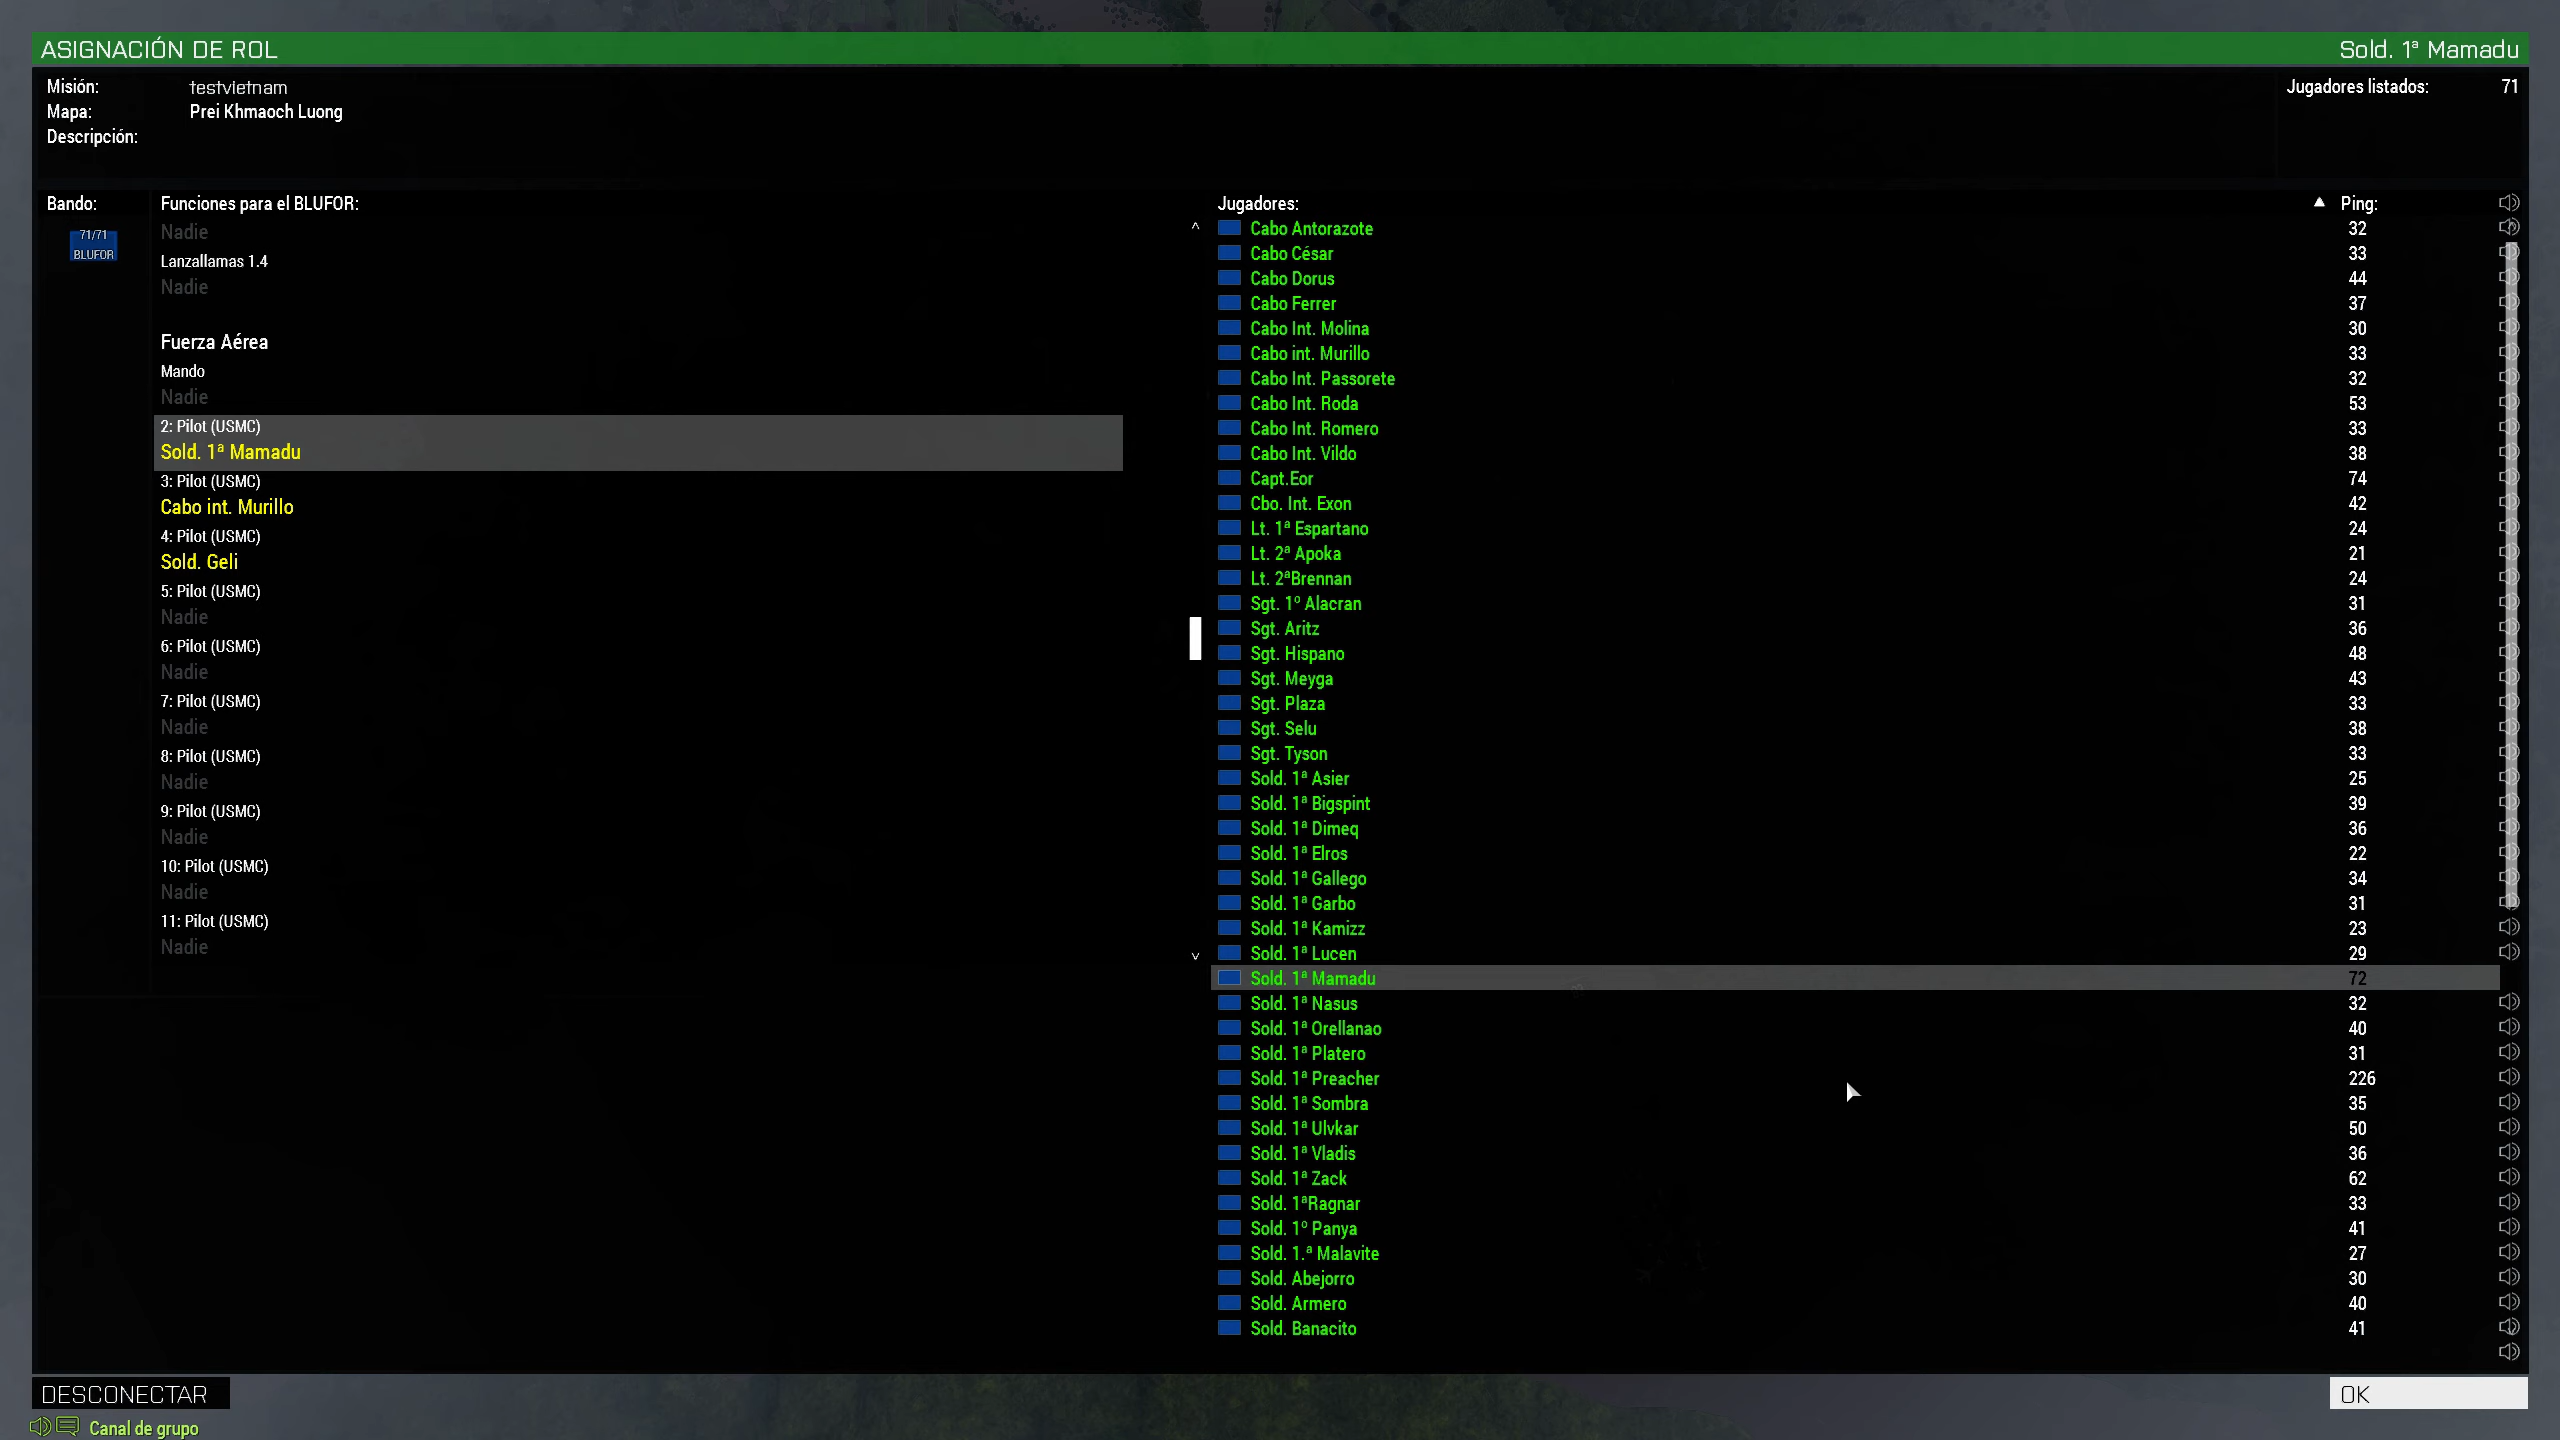 ASIGNACIÓN DE ROL Sold. 1ª Mamadu
Misión: testvietnam Jugadores listados: 71
Mapa: Prei Khmaoch Luong
Descripción:
Bando:
71/71
BLUFOR
Funciones para el BLUFOR:
Nadie
Lanzallamas 1.4
Nadie
Fuerza Aérea
Mando
Nadie
2: Pilot (USMC)
Sold. 1ª Mamadu
3: Pilot (USMC)
Cabo int. Murillo
4: Pilot (USMC)
Sold. Geli
5: Pilot (USMC)
Nadie
6: Pilot (USMC)
Nadie
7: Pilot (USMC)
Nadie
8: Pilot (USMC)
Nadie
9: Pilot (USMC)
Nadie
10: Pilot (USMC)
Nadie
11: Pilot (USMC)
Nadie
Jugadores: Ping:
Cabo Antorazote 32
Cabo César 33
Cabo Dorus 44
Cabo Ferrer 37
Cabo Int. Molina 30
Cabo int. Murillo 33
Cabo Int. Passorete 32
Cabo Int. Roda 53
Cabo Int. Romero 33
Cabo Int. Vildo 38
Capt.Eor 74
Cbo. Int. Exon 42
Lt. 1ª Espartano 24
Lt. 2ª Apoka 21
Lt. 2ªBrennan 24
Sgt. 1º Alacran 31
Sgt. Aritz 36
Sgt. Hispano 48
Sgt. Meyga 43
Sgt. Plaza 33
Sgt. Selu 38
Sgt. Tyson 33
Sold. 1ª Asier 25
Sold. 1ª Bigspint 39
Sold. 1ª Dimeq 36
Sold. 1ª Elros 22
Sold. 1ª Gallego 34
Sold. 1ª Garbo 31
Sold. 1ª Kamizz 23
Sold. 1ª Lucen 29
Sold. 1ª Mamadu 72
Sold. 1ª Nasus 32
Sold. 1ª Orellanao 40
Sold. 1ª Platero 31
Sold. 1ª Preacher 226
Sold. 1ª Sombra 35
Sold. 1ª Ulvkar 50
Sold. 1ª Vladis 36
Sold. 1ª Zack 62
Sold. 1ªRagnar 33
Sold. 1º Panya 41
Sold. 1.ª Malavite 27
Sold. Abejorro 30
Sold. Armero 40
Sold. Banacito 41
DESCONECTAR OK
Canal de grupo